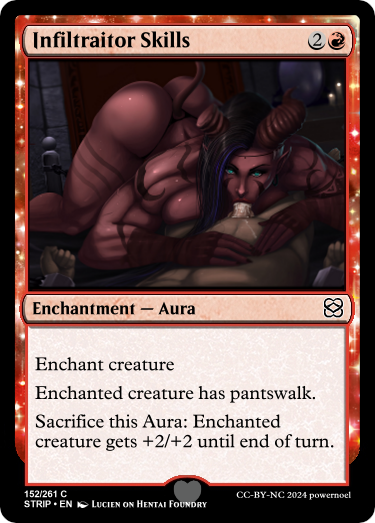 Infiltraitor Skills 2
Enchantment — Aura
Enchant creature
Enchanted creature has pantswalk.
Sacrifice this Aura: Enchanted
creature gets +2/+2 until end of turn.
152/261 C
STRIP • EN Lucien on Hentai Foundry
CC-BY-NC 2024 powernoel